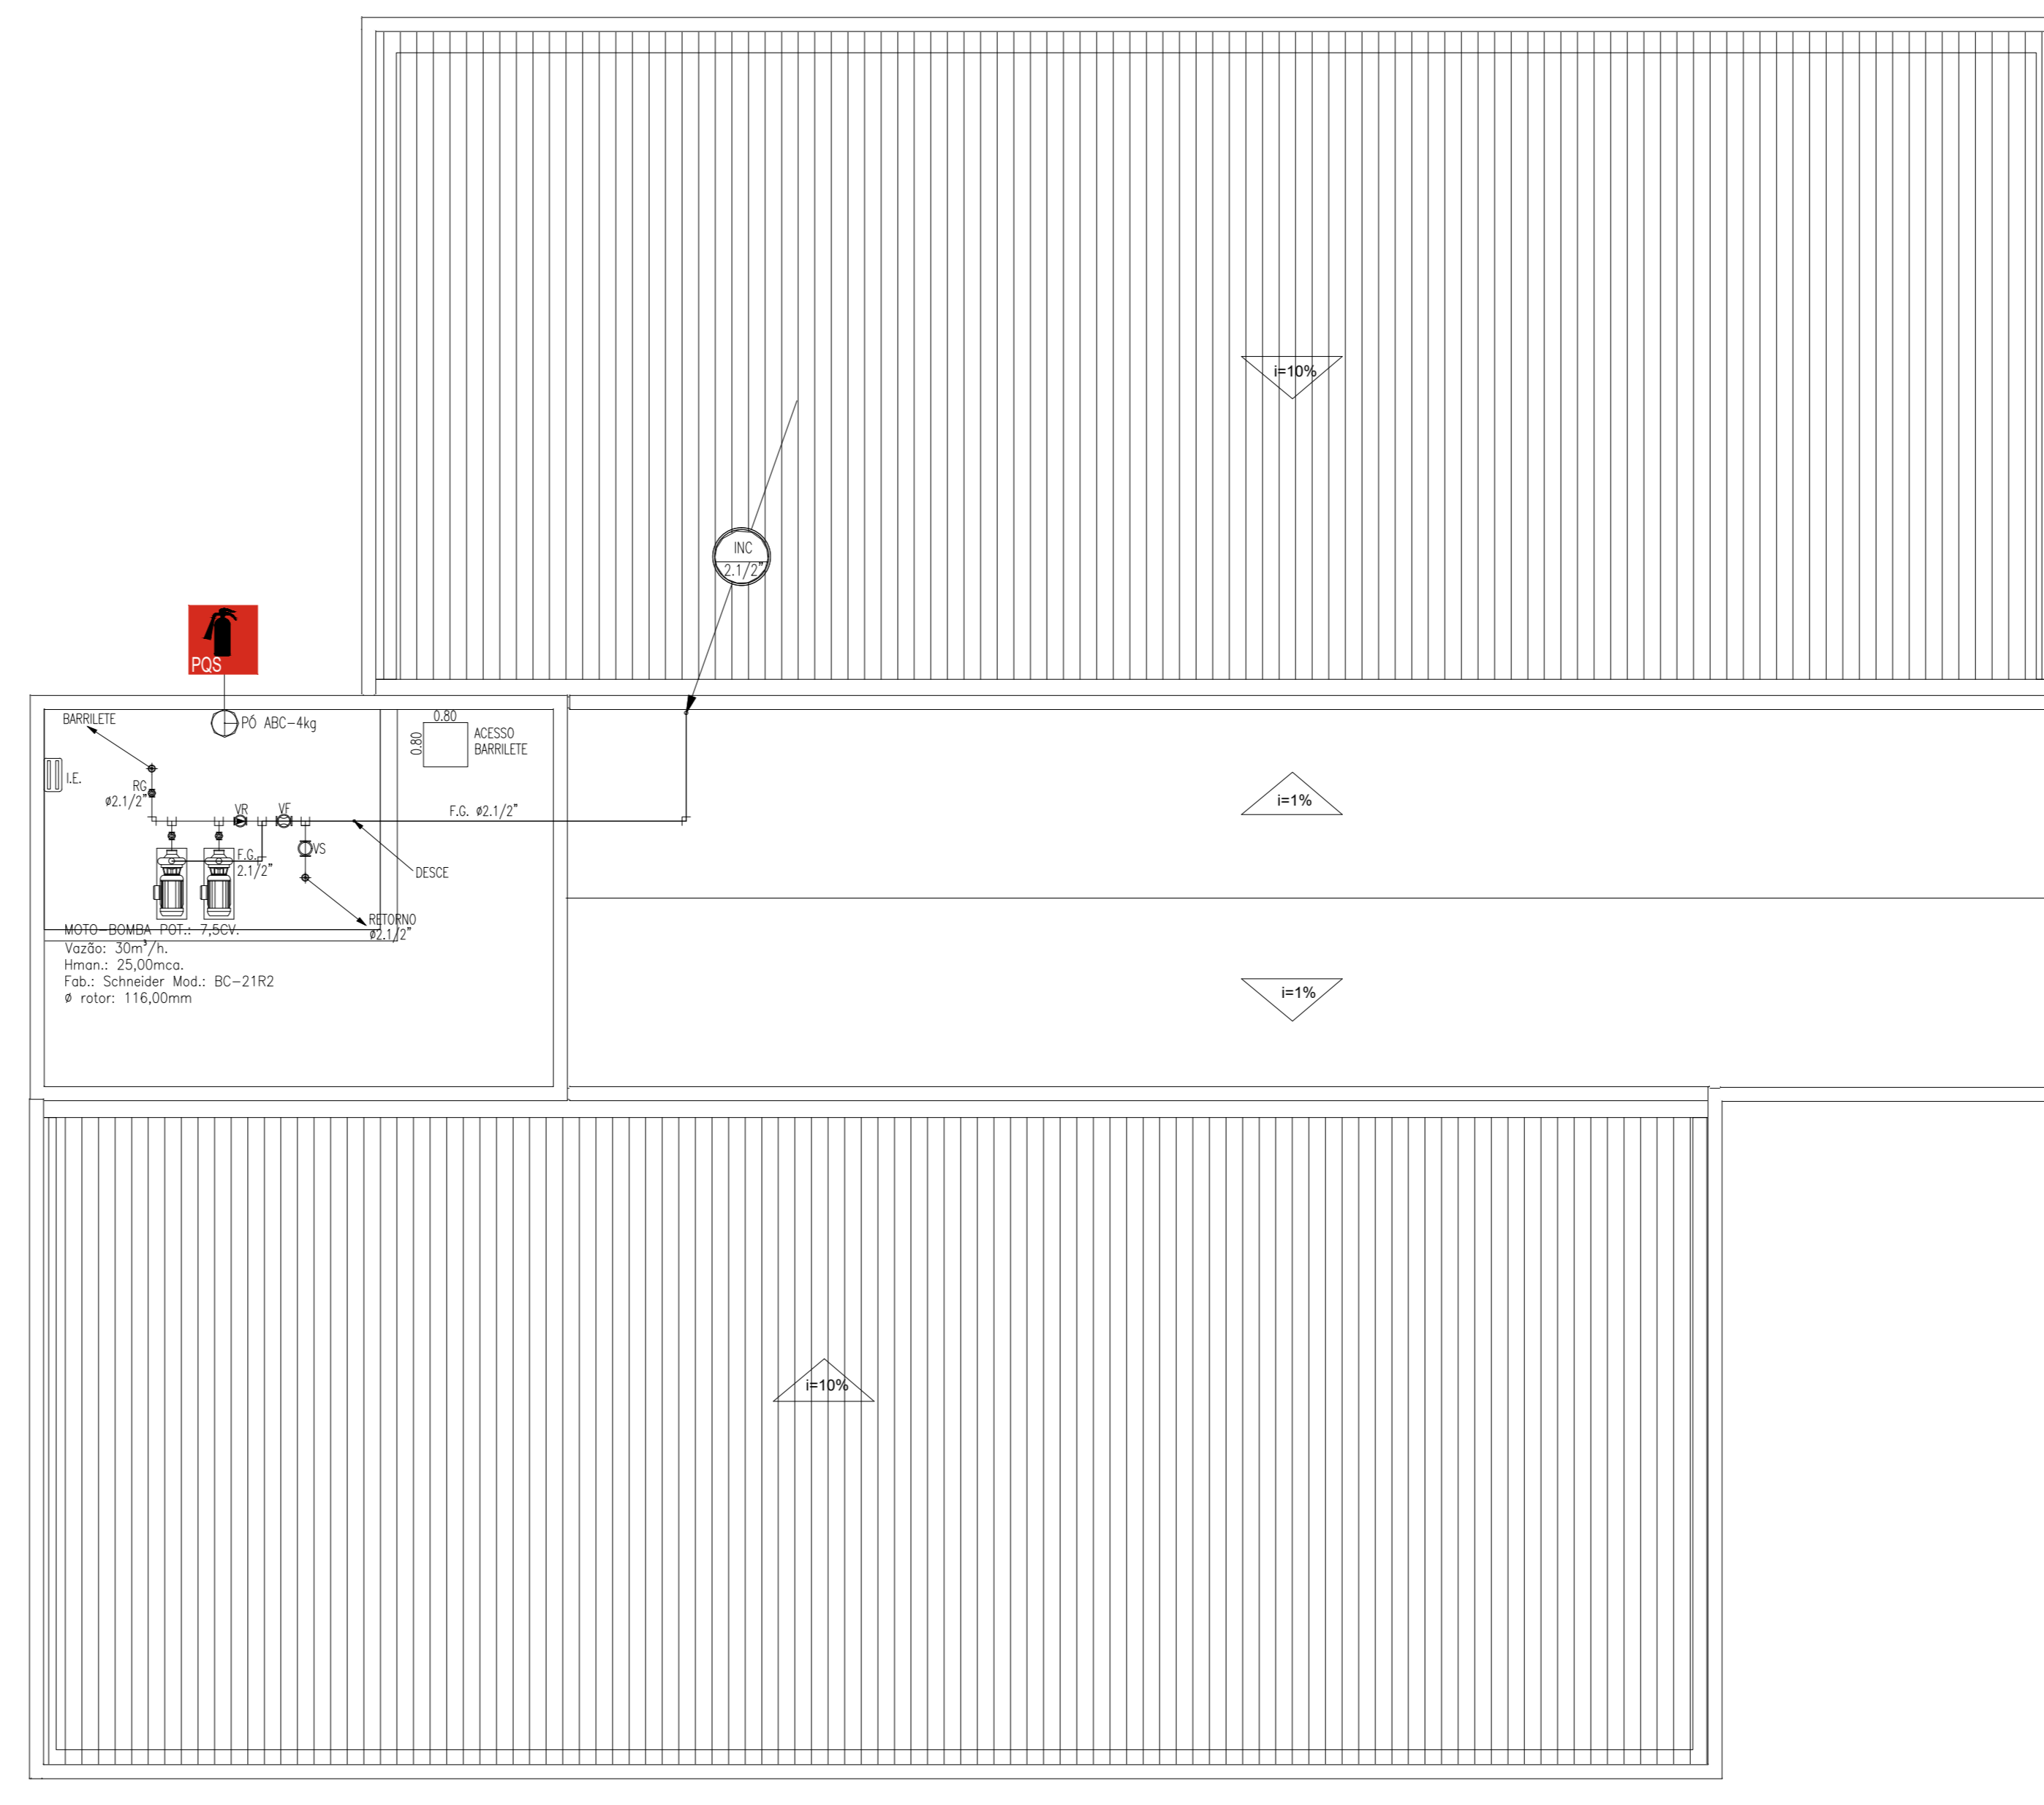 i=10%
INC
2.1/2"
PQS
BARRILETE
PÓ ABC-4kg
0.80
0.80
ACESSO
BARRILETE
I.E.
RG
ø2.1/2"
VR
VF
F.G. ø2.1/2"
i=1%
VS
F.G.
2.1/2"
DESCE
RETORNO
ø2.1/2"
MOTO-BOMBA POT.: 7,5CV.
Vazão: 30m³/h.
Hman.: 25,00mca.
Fab.: Schneider Mod.: BC-21R2
ø rotor: 116,00mm
i=1%
i=10%